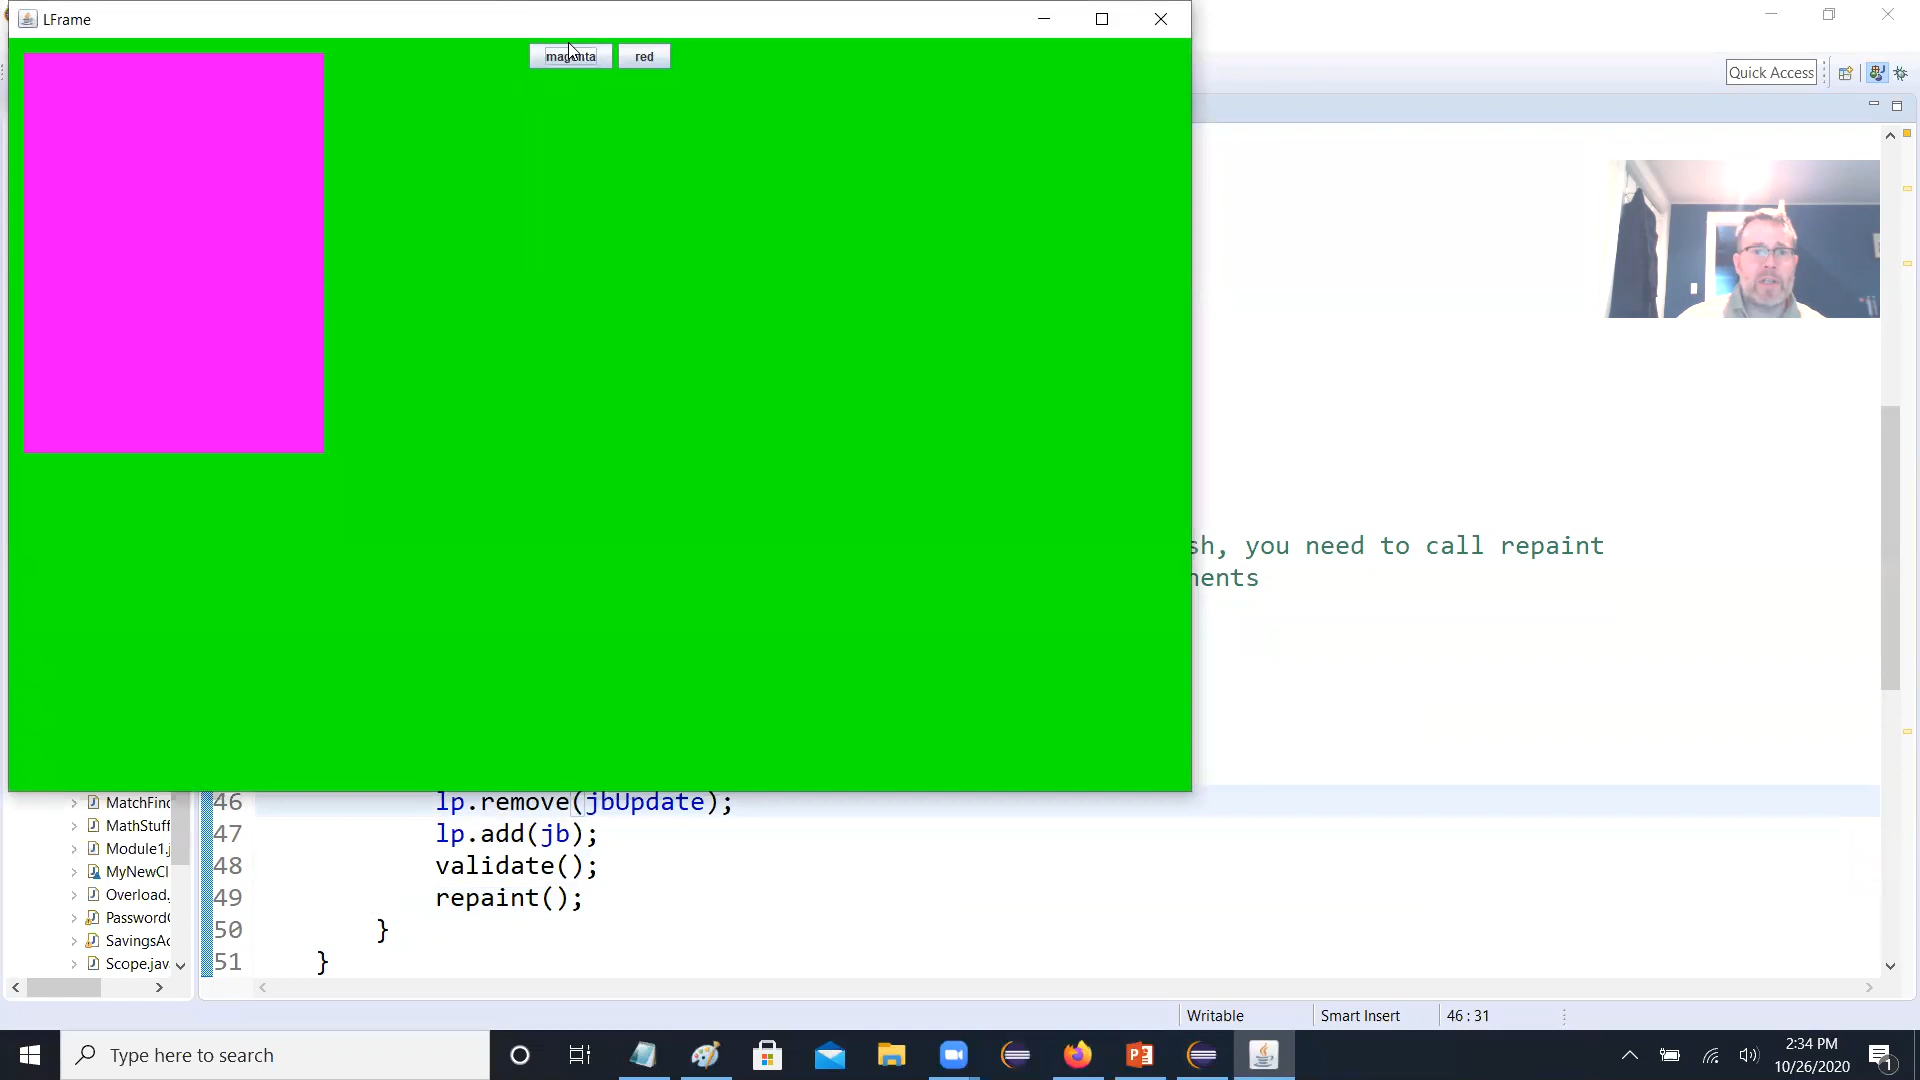 LFrame
magenta
red
Quick Access
sh, you need to call repaint
nents
MatchFind
MathStuff
Module1.j
MyNewCl
Overload.
Password
SavingsAc
Scope.jav
46 lp.remove(jbUpdate);
47 lp.add(jb);
48 validate();
49 repaint();
50 }
51 }
Writable
Smart Insert
46 : 31
Type here to search
2:34 PM
10/26/2020
1